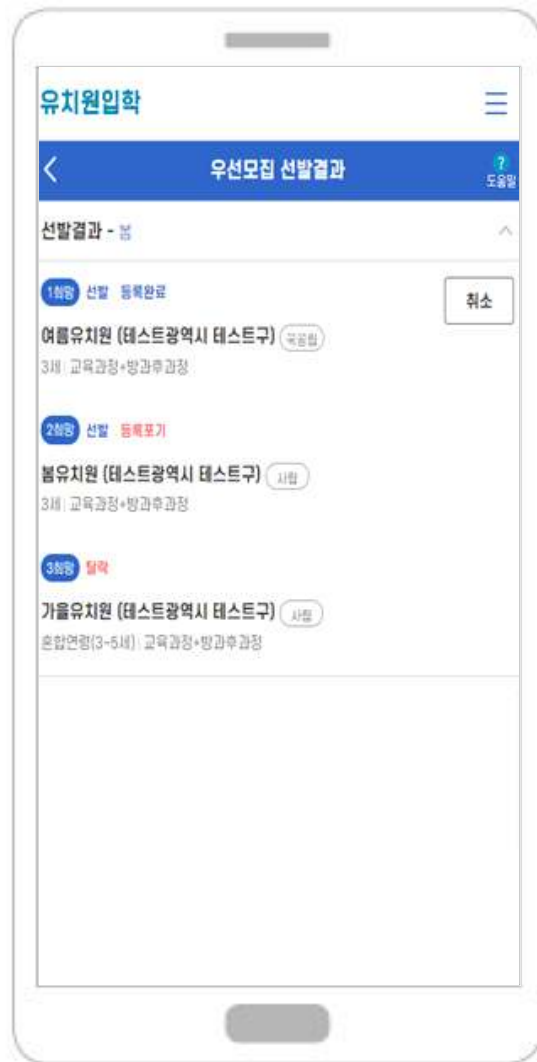 유치원입학
우선모집 선발결과
?
도움말
선발결과 - 봄
1희망 선발 등록완료
취소
여름유치원 (테스트광역시 테스트구) 국공립
3세 교육과정+방과후과정
2희망 선발 등록포기
봄유치원 (테스트광역시 테스트구) 사립
3세 교육과정+방과후과정
3희망 탈락
가을유치원 (테스트광역시 테스트구) 사립
혼합연령(3~5세) 교육과정+방과후과정